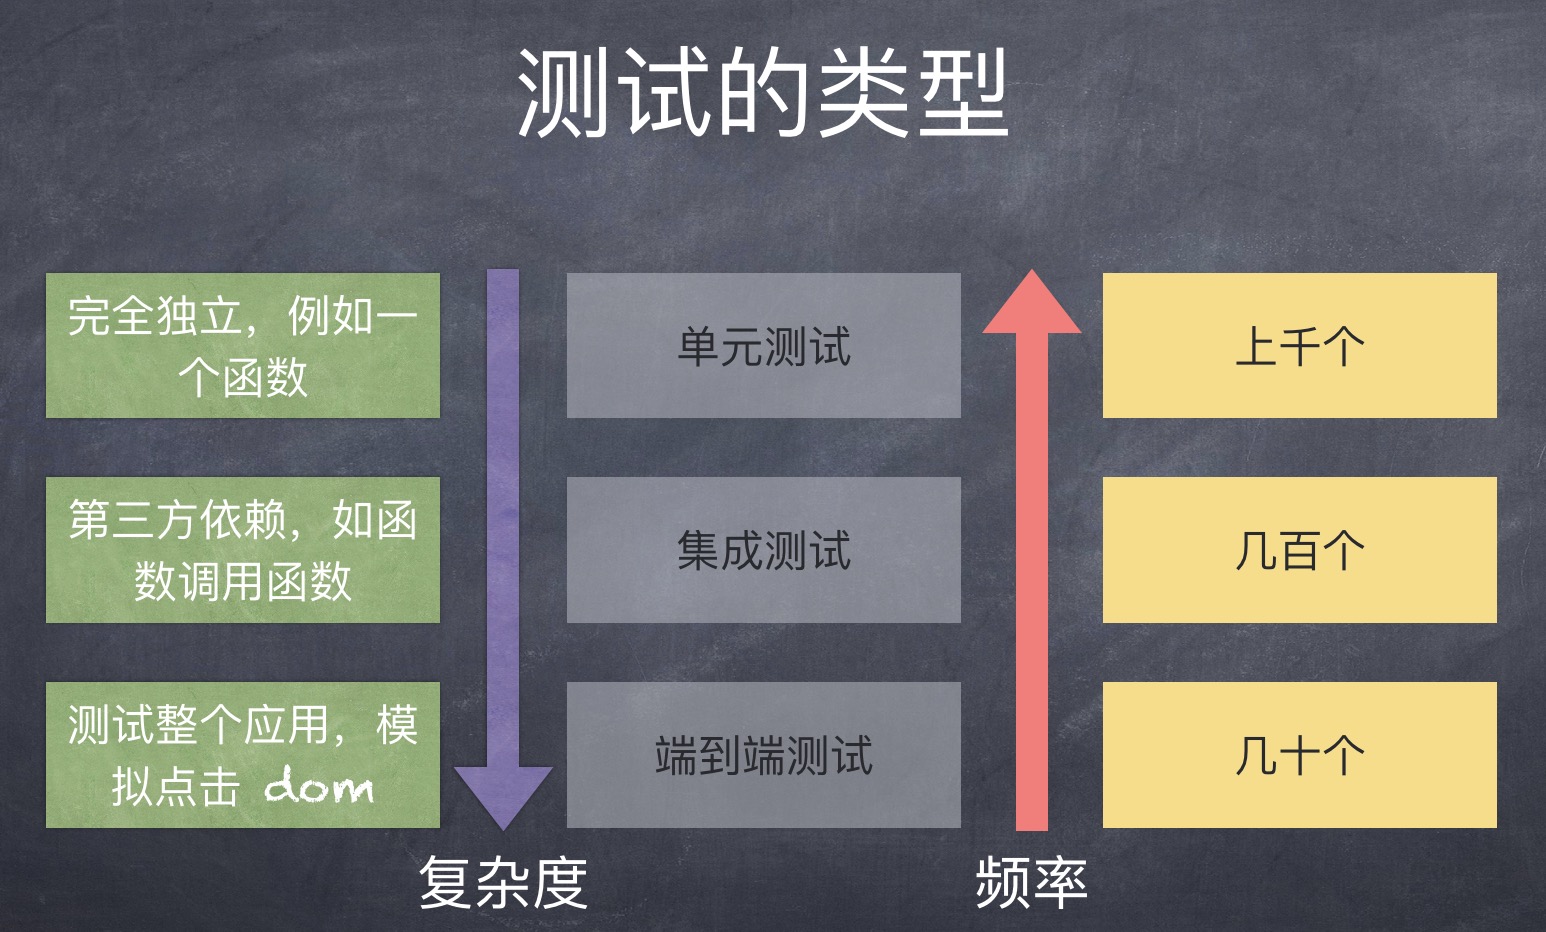 测试的类型
完全独立，例如一
个函数
单元测试
上千个
第三方依赖，如函
数调用函数
集成测试
几百个
测试整个应用，模
拟点击 dom
端到端测试
几十个
复杂度
频率